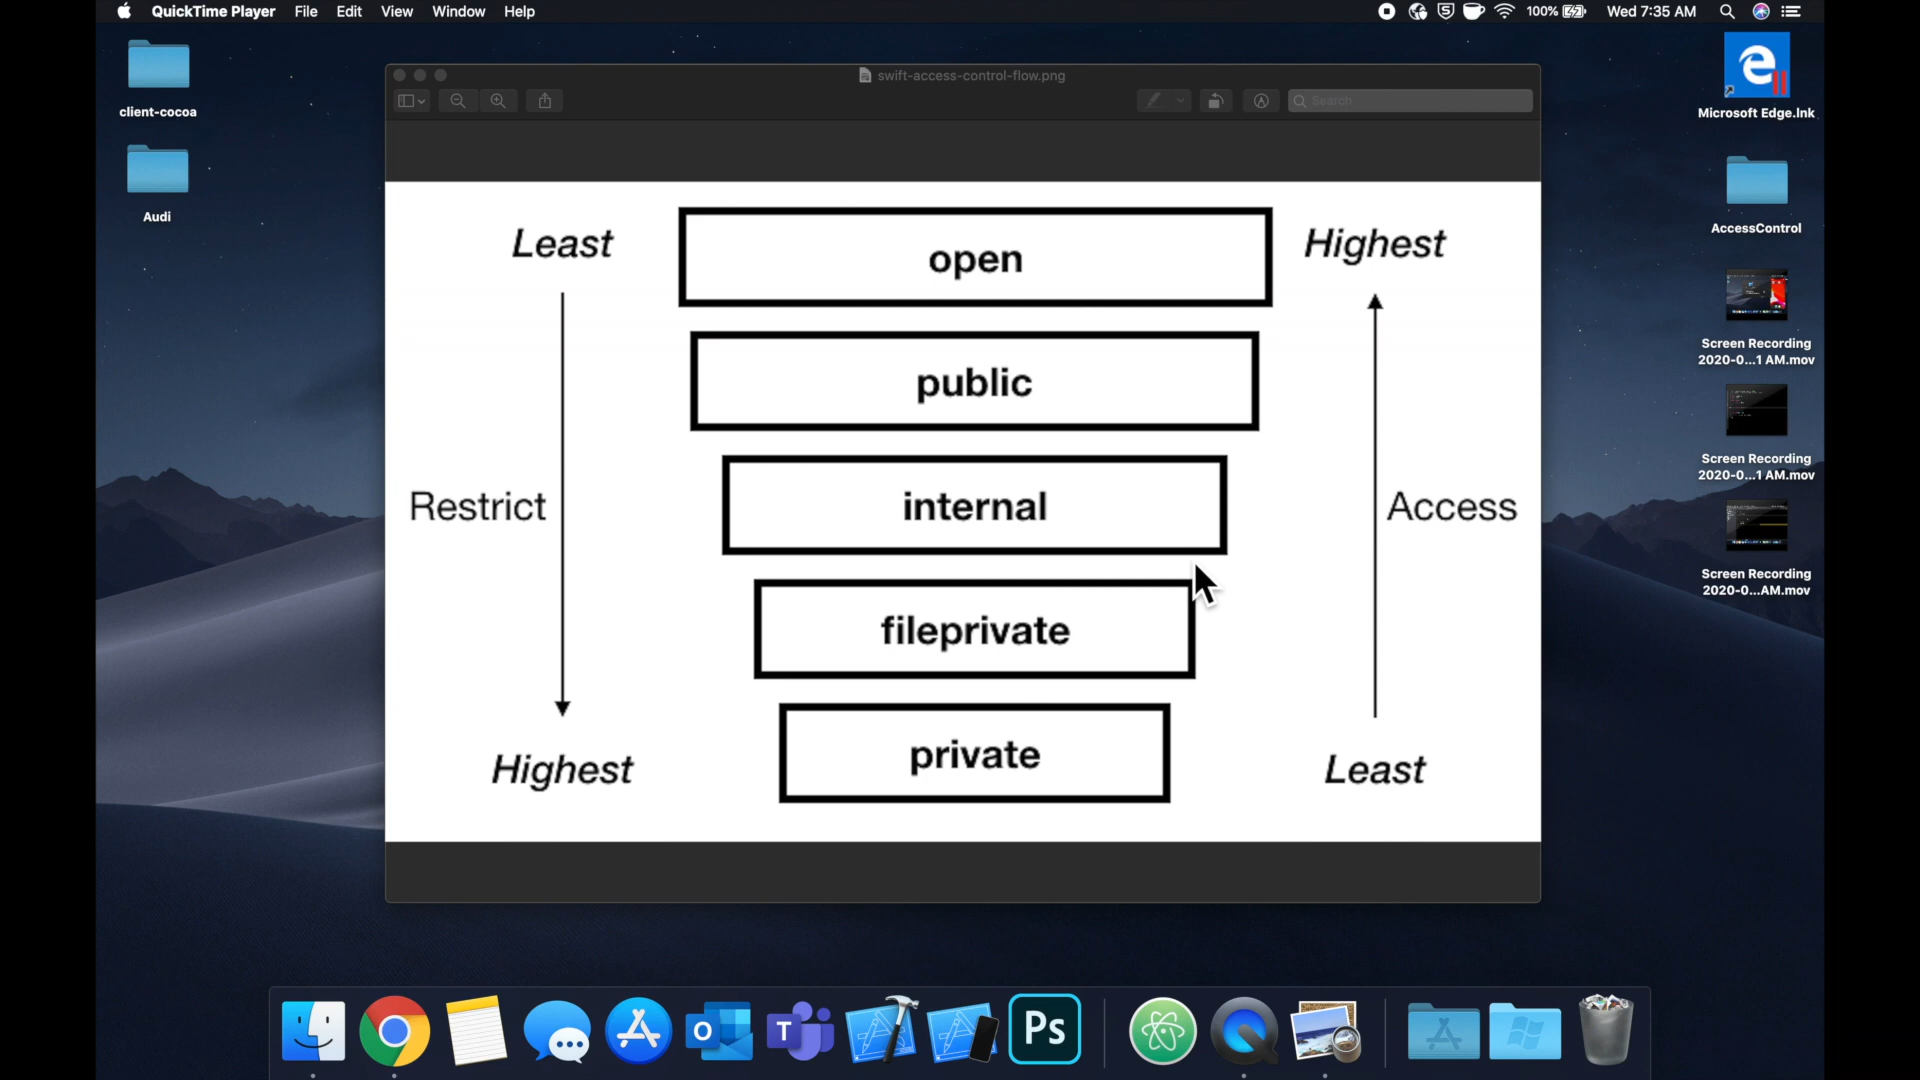 QuickTime Player File Edit View Window Help
100% Wed 7:35 AM
client-cocoa
Audi
swift-access-control-flow.png
Search
Least
Restrict
Highest
open
public
internal
fileprivate
private
Highest
Access
Least
Microsoft Edge.lnk
AccessControl
Screen Recording
2020-0...1 AM.mov
Screen Recording
2020-0...1 AM.mov
Screen Recording
2020-0...AM.mov
Ps